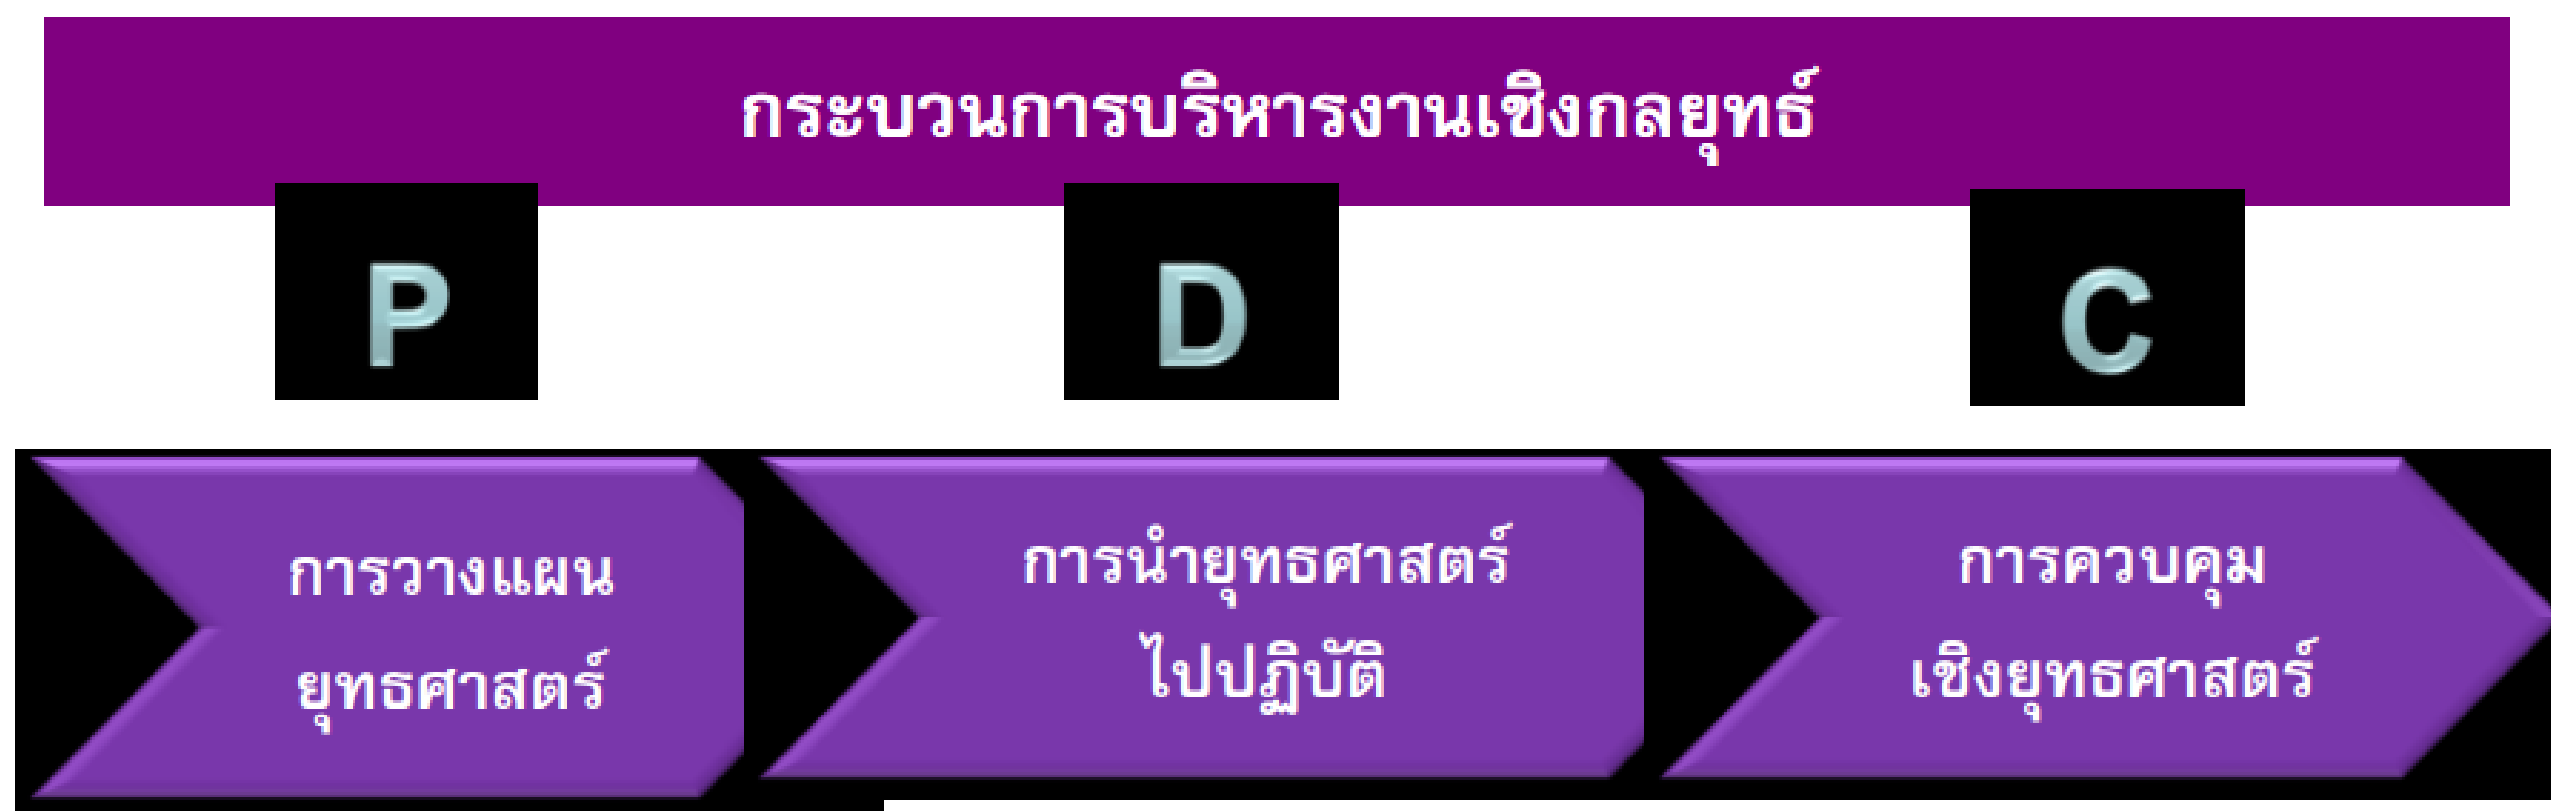 กระบวนการบริหารงานเชิงกลยุทธ์
P
D
C
การวางแผน
ยุทธศาสตร์
การนำยุทธศาสตร์
ไปปฏิบัติ
การควบคุม
เชิงยุทธศาสตร์